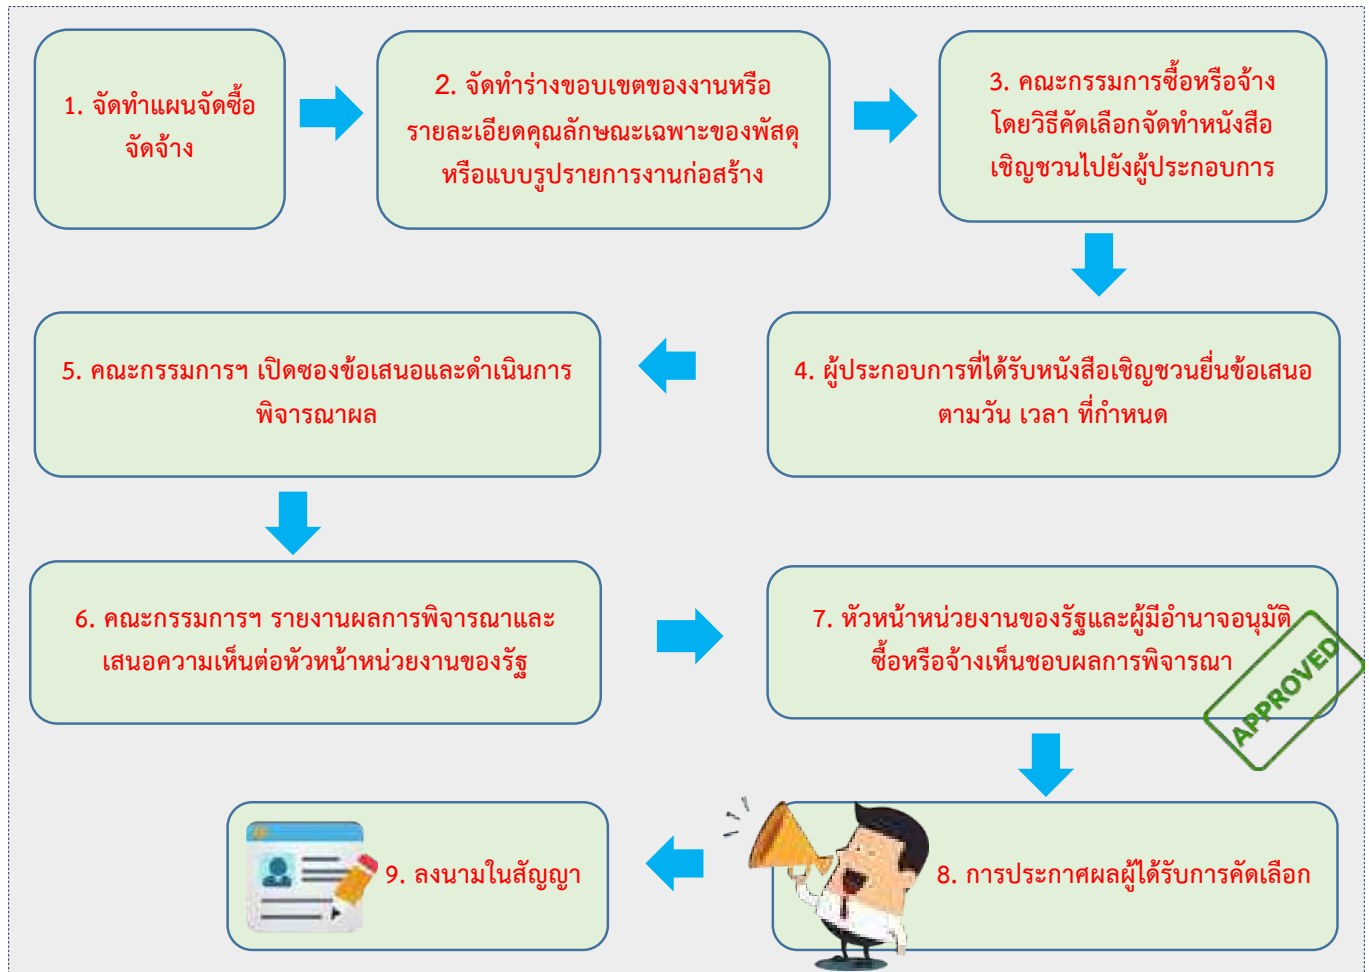 1. จัดทำแผนจัดซื้อ
จัดจ้าง
2. จัดทำร่างขอบเขตของงานหรือ
รายละเอียดคุณลักษณะเฉพาะของพัสดุ
หรือแบบรูปรายการงานก่อสร้าง
3. คณะกรรมการซื้อหรือจ้าง
โดยวิธีคัดเลือกจัดทำหนังสือ
เชิญชวนไปยังผู้ประกอบการ
4. ผู้ประกอบการที่ได้รับหนังสือเชิญชวนยื่นข้อเสนอ
ตามวัน เวลา ที่กำหนด
5. คณะกรรมการฯ เปิดซองข้อเสนอและดำเนินการ
พิจารณาผล
6. คณะกรรมการฯ รายงานผลการพิจารณาและ
เสนอความเห็นต่อหัวหน้าหน่วยงานของรัฐ
7. หัวหน้าหน่วยงานของรัฐและผู้มีอำนาจอนุมัติ
ซื้อหรือจ้างเห็นชอบผลการพิจารณา
APPROVED
8. การประกาศผลผู้ได้รับการคัดเลือก
9. ลงนามในสัญญา